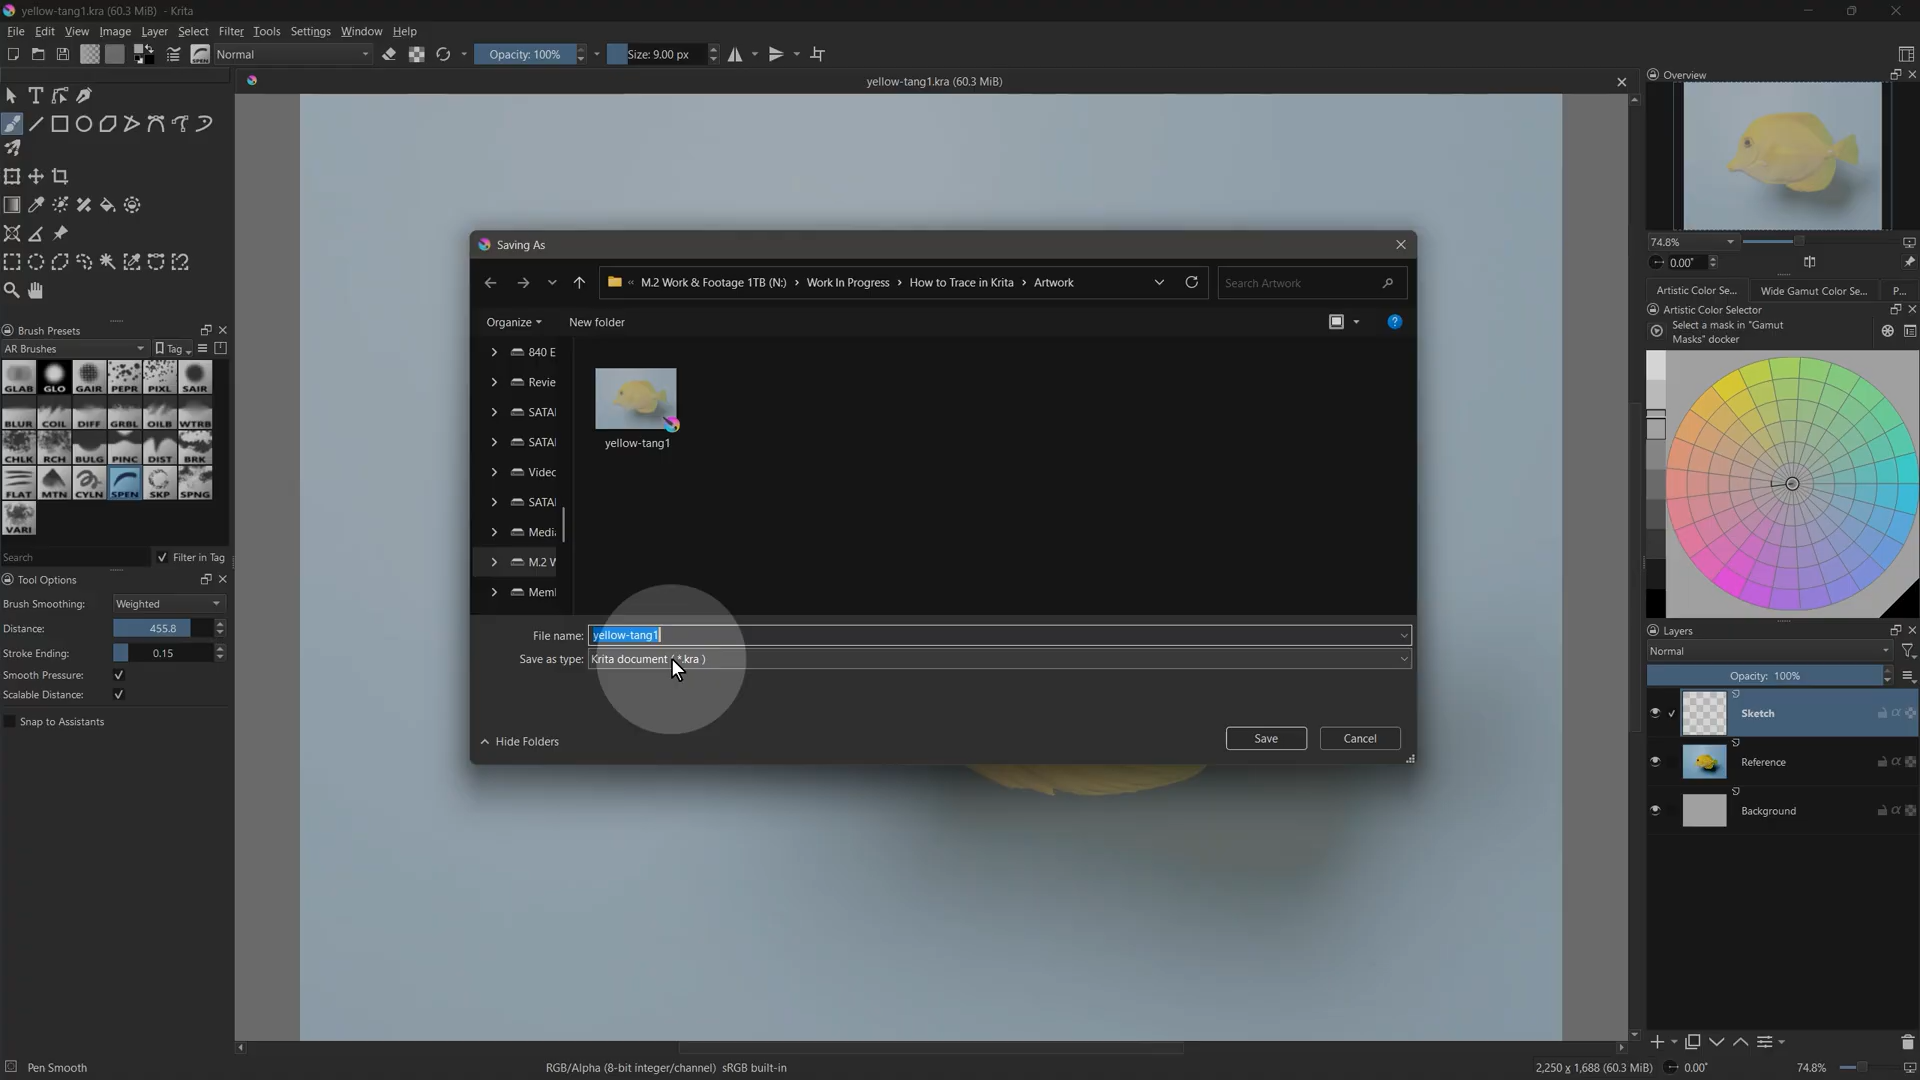 yellow-tang1.kra (60.3 MiB) - Krita
File Edit View Image Layer Select Filter Tools Settings Window Help
SPEN Normal Opacity: 100% Size: 9.00 px
yellow-tang1.kra (60.3 MiB)
Overview
74.8%
0.00°
Artistic Color Se... Wide Gamut Color Se... P...
Artistic Color Selector
Select a mask in "Gamut
Masks" docker
Brush Presets
AR Brushes Tag
GLAB GLO GAIR PEPR PIXL SAIR
BLUR COIL DIFF GRBL OILB WTRB
CHLK RCH BULG PINC DIST BRK
FLAT MTN CYLN SPEN SKP SPNG
VARI
Search Filter in Tag
Tool Options
Brush Smoothing: Weighted
Distance: 455.8
Stroke Ending: 0.15
Smooth Pressure:
Scalable Distance:
Snap to Assistants
Saving As
« M.2 Work & Footage 1TB (N:) > Work In Progress > How to Trace in Krita > Artwork
Search Artwork
Organize New folder
840 E
Revie
SATA
SATA
Videc
SATA
Media
M.2 W
Mem
yellow-tang1
File name: yellow-tang1
Save as type: Krita document ( *.kra )
Hide Folders
Save Cancel
Layers
Normal
Opacity: 100%
Sketch
Reference
Background
Pen Smooth
RGB/Alpha (8-bit integer/channel) sRGB built-in
2,250 x 1,688 (60.3 MiB) 0.00° 74.8%